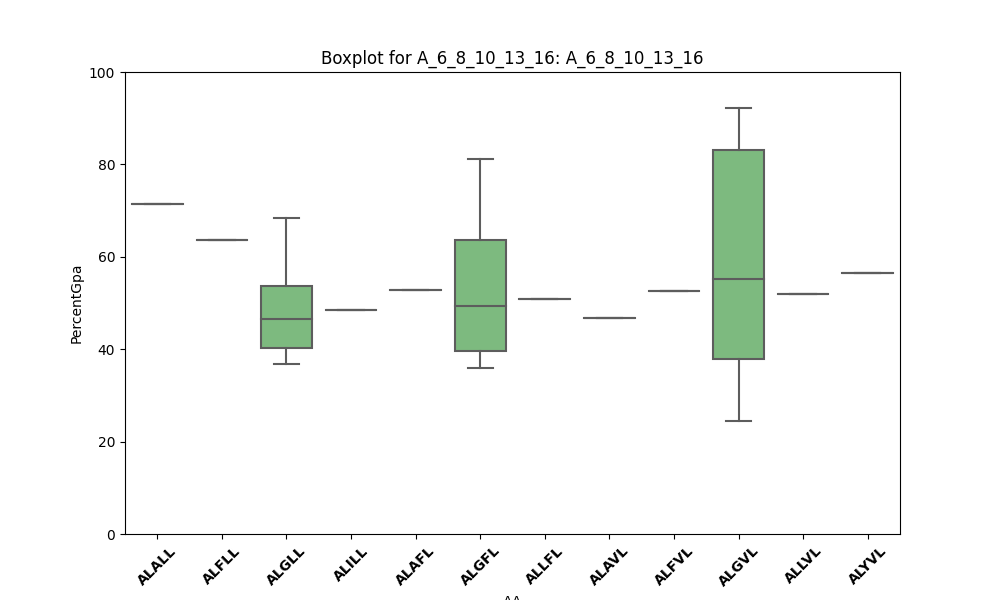 Boxplot for A_6_8_10_13_16: A_6_8_10_13_16
100
80
60
40
20
0
PercentGpa
ALALL ALFLL ALGLL ALILL ALAFL ALGFL ALLFL ALAVL ALFVL ALGVL ALLVL ALYVL
AA